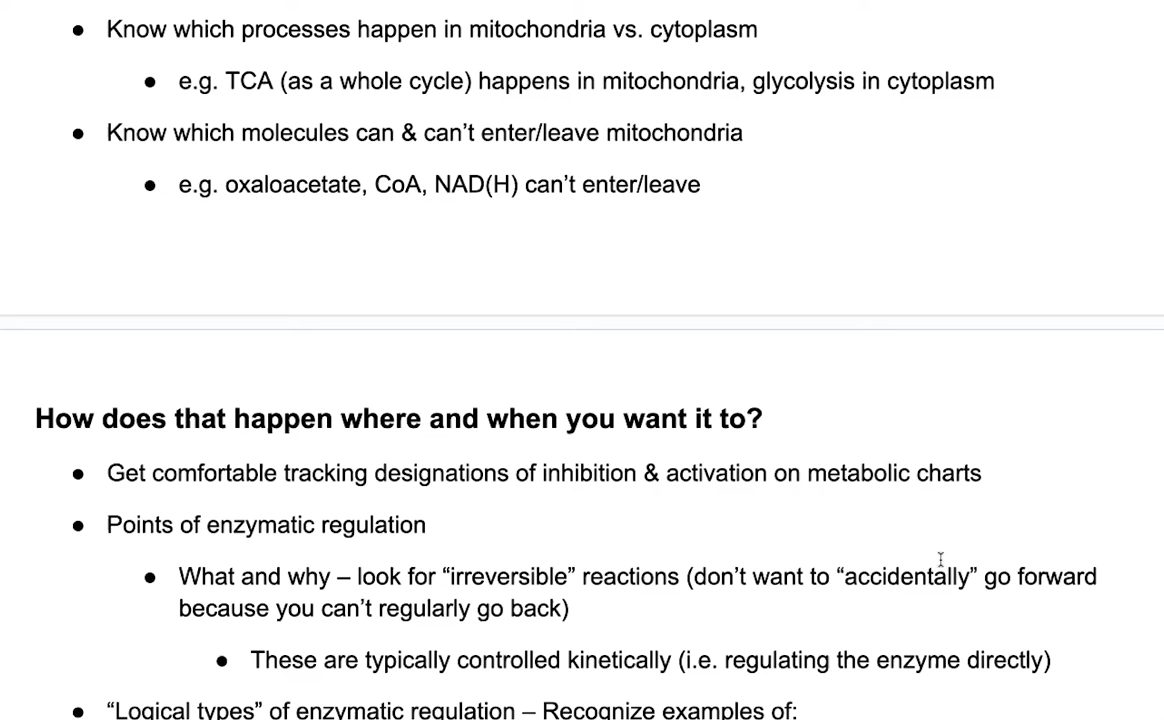 ● Know which processes happen in mitochondria vs. cytoplasm
● e.g. TCA (as a whole cycle) happens in mitochondria, glycolysis in cytoplasm
● Know which molecules can & can’t enter/leave mitochondria
● e.g. oxaloacetate, CoA, NAD(H) can’t enter/leave
How does that happen where and when you want it to?
● Get comfortable tracking designations of inhibition & activation on metabolic charts
● Points of enzymatic regulation
● What and why – look for “irreversible” reactions (don’t want to “accidentally” go forward
because you can’t regularly go back)
● These are typically controlled kinetically (i.e. regulating the enzyme directly)
● “Logical types” of enzymatic regulation – Recognize examples of: